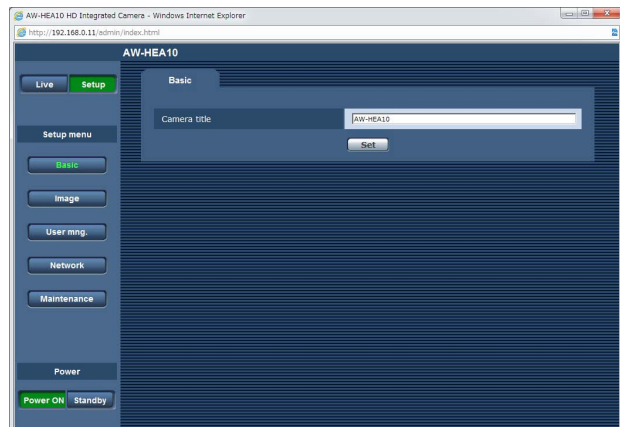 AW-HEA10 HD Integrated Camera - Windows Internet Explorer
http://192.168.0.11/admin/index.html
AW-HEA10
Live Setup
Basic
Camera title AW-HEA10
Set
Setup menu
Basic
Image
User mng.
Network
Maintenance
Power
Power ON Standby